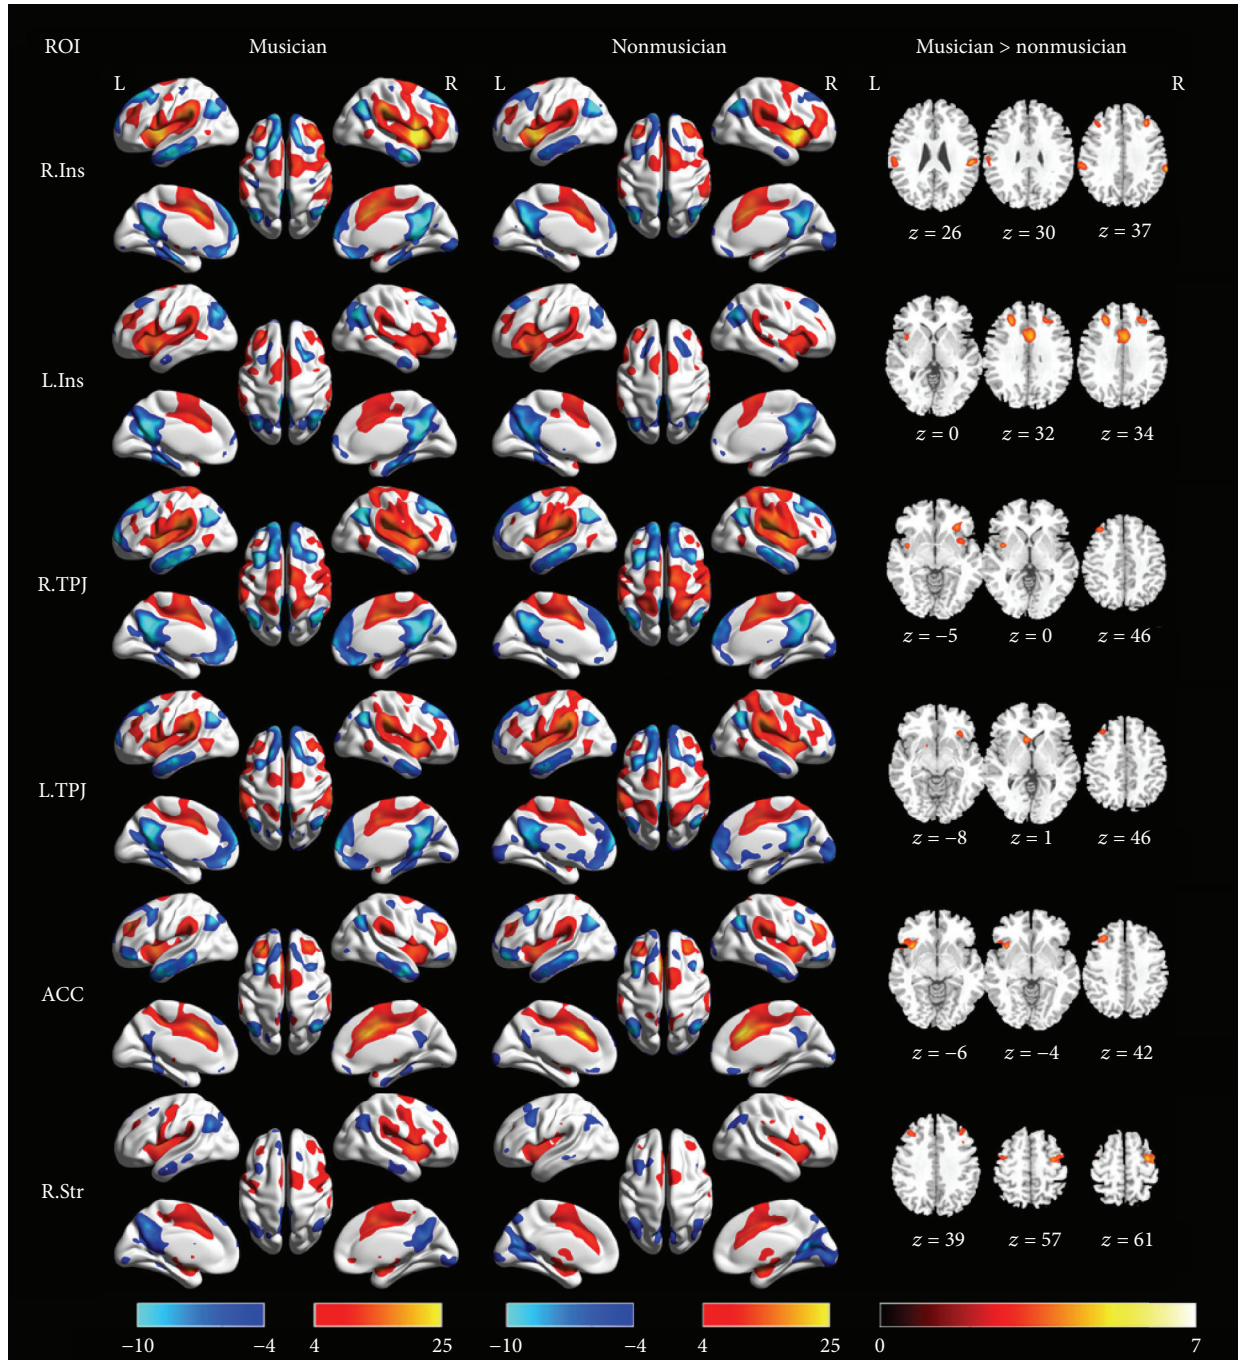 ROI Musician Nonmusician Musician > nonmusician
L R L R L R
R.Ins
z = 26 z = 30 z = 37
L.Ins
z = 0 z = 32 z = 34
R.TPJ
z = −5 z = 0 z = 46
L.TPJ
z = −8 z = 1 z = 46
ACC
z = −6 z = −4 z = 42
R.Str
z = 39 z = 57 z = 61
−10 −4 4 25 −10 −4 4 25 0 7